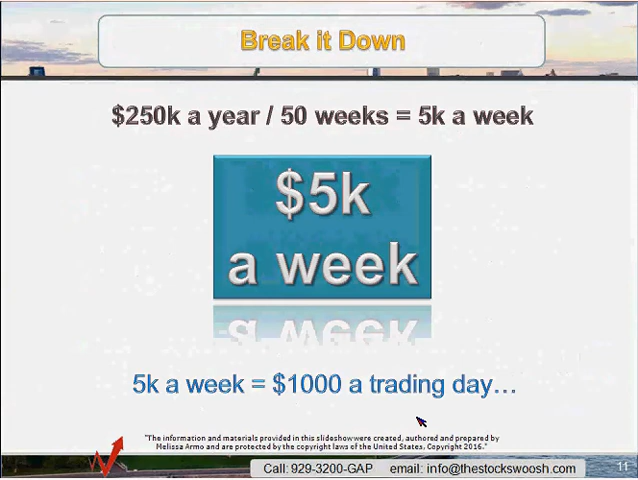 Break it Down
$250k a year / 50 weeks = 5k a week
$5k
a week
5k a week = $1000 a trading day…
"The information and materials provided in this slideshow were created, authored and prepared by
Melissa Armo and are protected by the copyright laws of the United States. Copyright 2016."
Call: 929-3200-GAP email: info@thestockswoosh.com 11